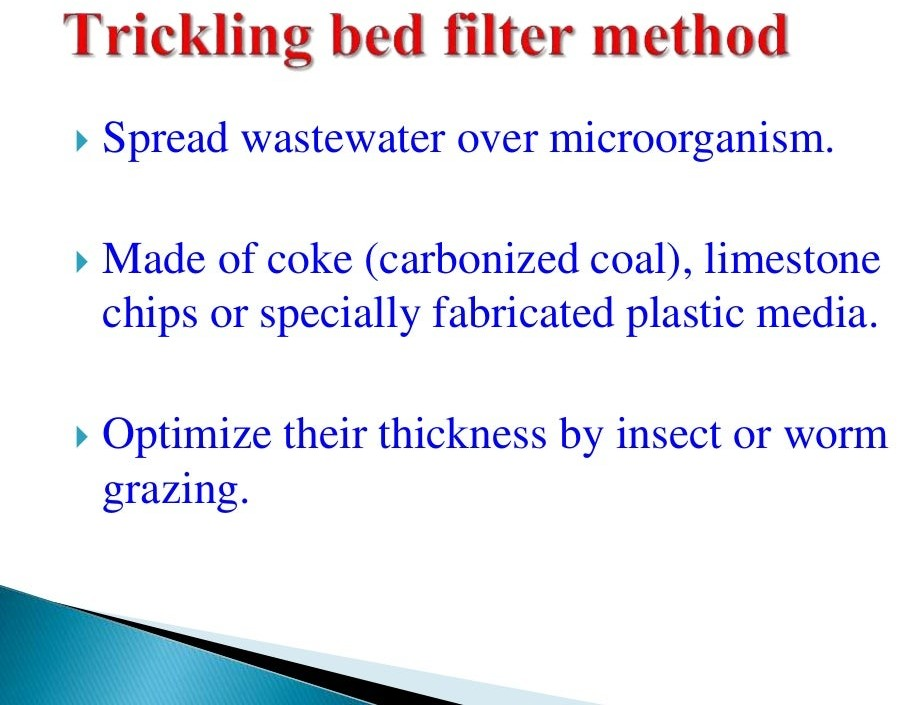 Trickling bed filter method
Spread wastewater over microorganism.
Made of coke (carbonized coal), limestone
chips or specially fabricated plastic media.
Optimize their thickness by insect or worm
grazing.